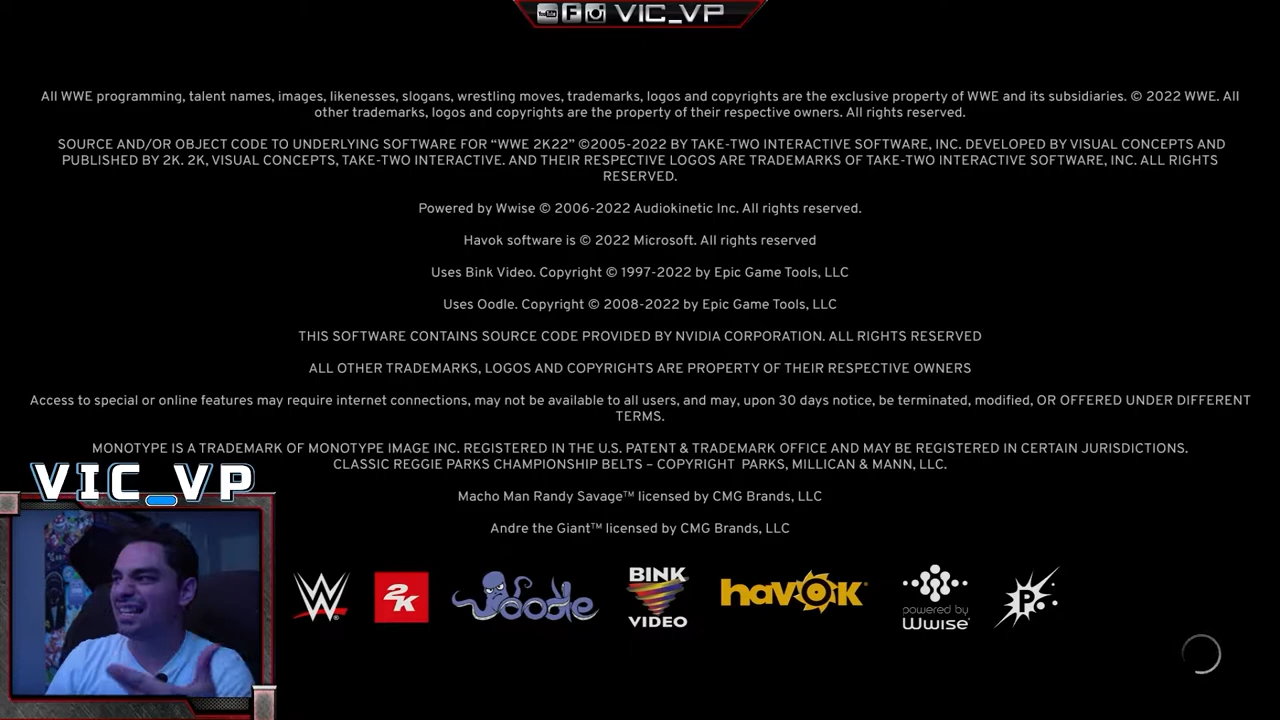 VIC_VP
All WWE programming, talent names, images, likenesses, slogans, wrestling moves, trademarks, logos and copyrights are the exclusive property of WWE and its subsidiaries. © 2022 WWE. All
other trademarks, logos and copyrights are the property of their respective owners. All rights reserved.
SOURCE AND/OR OBJECT CODE TO UNDERLYING SOFTWARE FOR “WWE 2K22” ©2005-2022 BY TAKE-TWO INTERACTIVE SOFTWARE, INC. DEVELOPED BY VISUAL CONCEPTS AND
PUBLISHED BY 2K. 2K, VISUAL CONCEPTS, TAKE-TWO INTERACTIVE. AND THEIR RESPECTIVE LOGOS ARE TRADEMARKS OF TAKE-TWO INTERACTIVE SOFTWARE, INC. ALL RIGHTS
RESERVED.
Powered by Wwise © 2006-2022 Audiokinetic Inc. All rights reserved.
Havok software is © 2022 Microsoft. All rights reserved
Uses Bink Video. Copyright © 1997-2022 by Epic Game Tools, LLC
Uses Oodle. Copyright © 2008-2022 by Epic Game Tools, LLC
THIS SOFTWARE CONTAINS SOURCE CODE PROVIDED BY NVIDIA CORPORATION. ALL RIGHTS RESERVED
ALL OTHER TRADEMARKS, LOGOS AND COPYRIGHTS ARE PROPERTY OF THEIR RESPECTIVE OWNERS
Access to special or online features may require internet connections, may not be available to all users, and may, upon 30 days notice, be terminated, modified, OR OFFERED UNDER DIFFERENT
TERMS.
MONOTYPE IS A TRADEMARK OF MONOTYPE IMAGE INC. REGISTERED IN THE U.S. PATENT & TRADEMARK OFFICE AND MAY BE REGISTERED IN CERTAIN JURISDICTIONS.
CLASSIC REGGIE PARKS CHAMPIONSHIP BELTS – COPYRIGHT PARKS, MILLICAN & MANN, LLC.
VIC_VP
Macho Man Randy Savage™ licensed by CMG Brands, LLC
Andre the Giant™ licensed by CMG Brands, LLC
W
2K
oodle
BINK
VIDEO
havok
powered by
Wwise
P